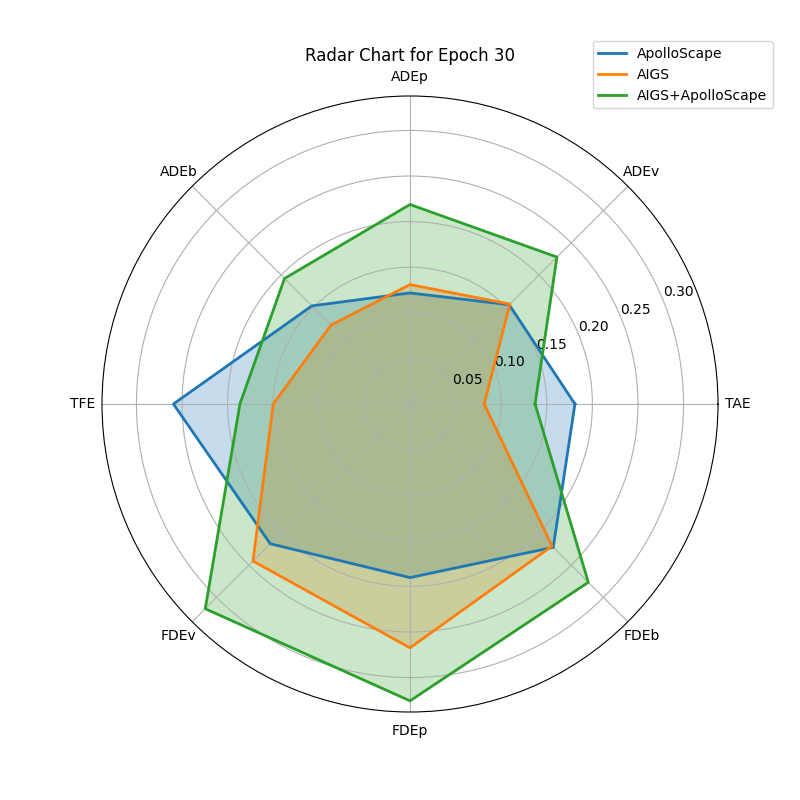 Radar Chart for Epoch 30
ApolloScape
AIGS
AIGS+ApolloScape
ADEp
ADEb
ADEv
0.30
0.25
0.20
0.15
0.10
0.05
TFE
TAE
FDEv
FDEb
FDEp